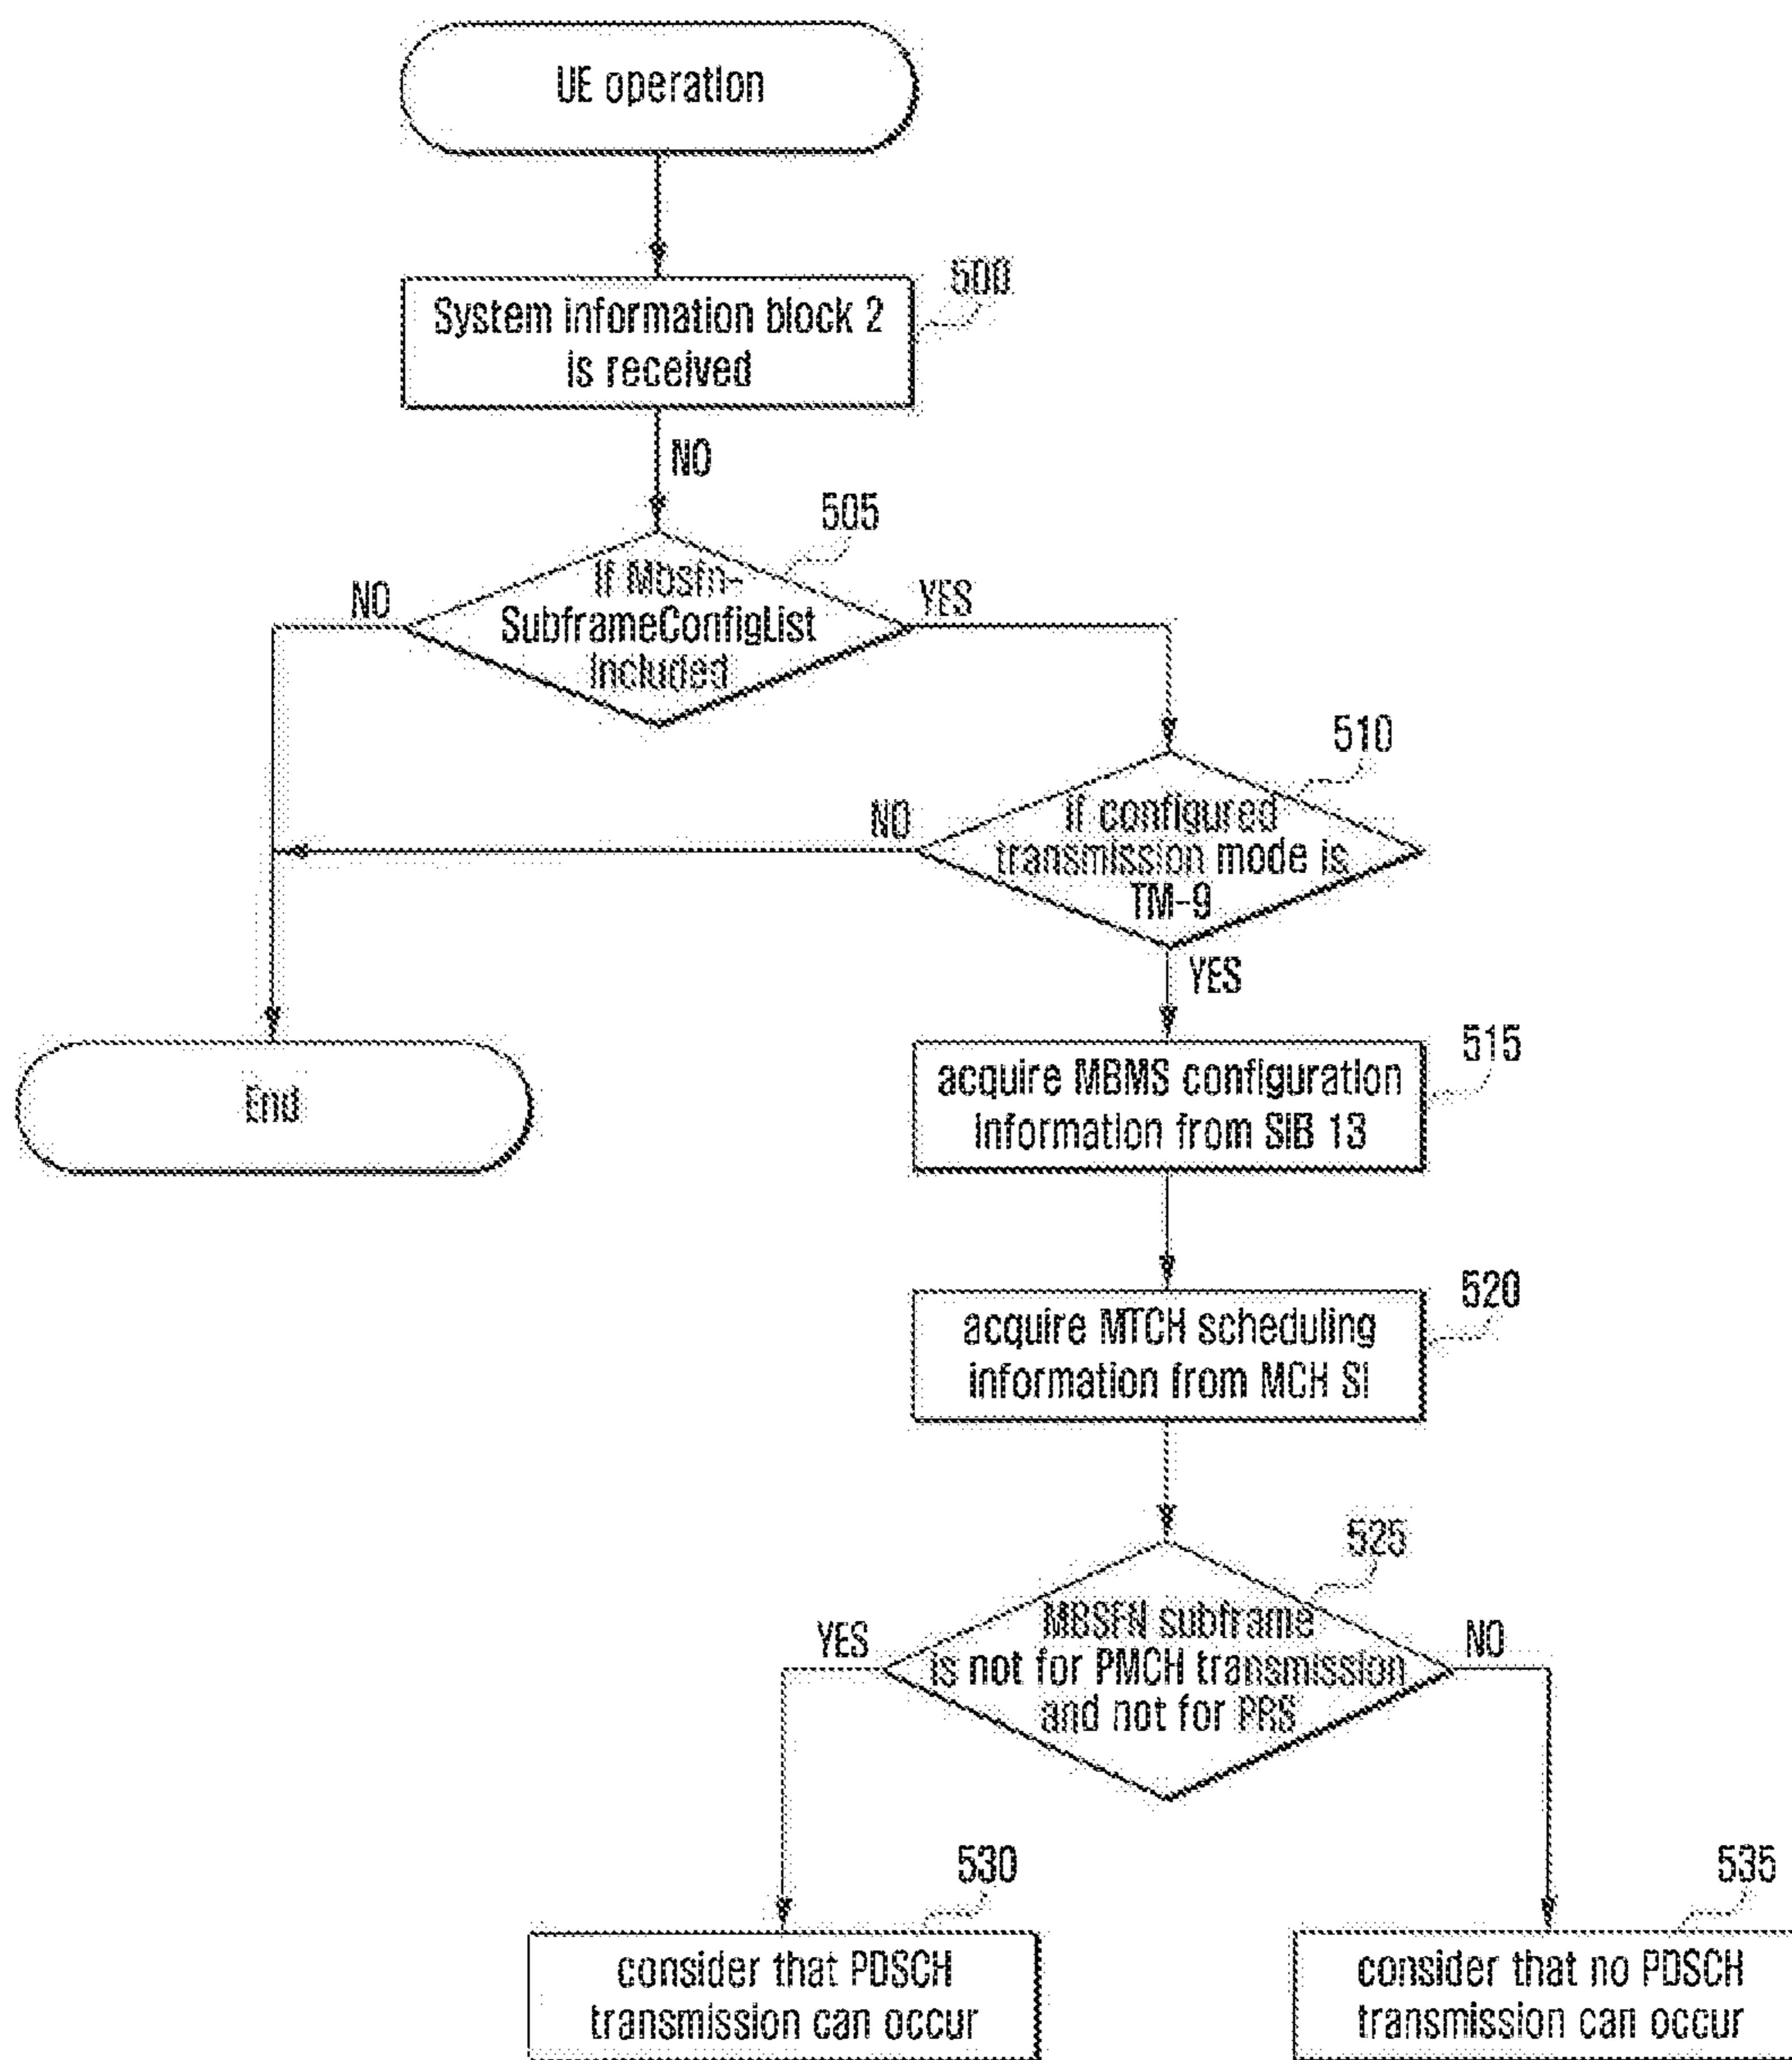 UE operation
500
System information block 2
is received
NO
505
If Mbsfn-
SubframeConfigList
included
NO
YES
510
If configured
transmission mode is
TM-9
NO
YES
End
515
acquire MBMS configuration
information from SIB 13
520
acquire MTCH scheduling
information from MCH SI
525
MBSFN subframe
is not for PMCH transmission
and not for PRS
YES
NO
530
consider that PDSCH
transmission can occur
535
consider that no PDSCH
transmission can occur